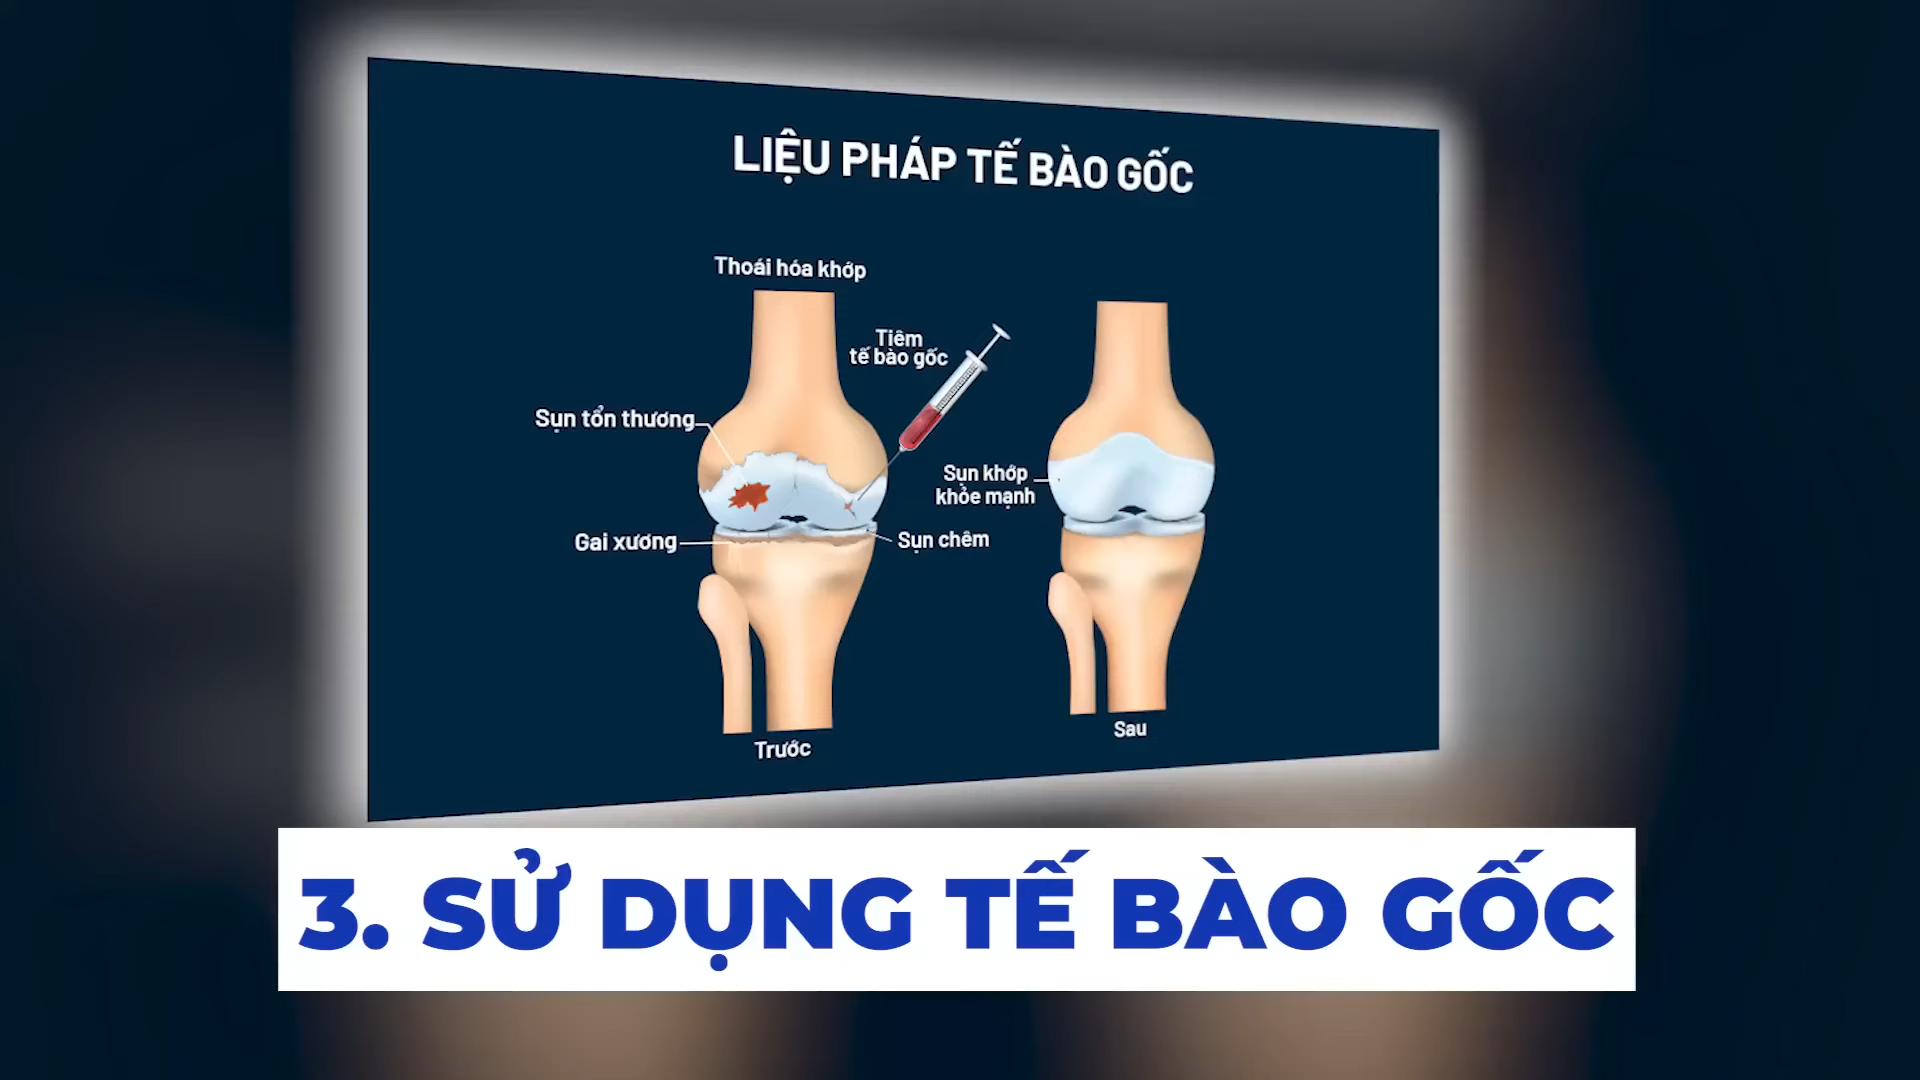 LIỆU PHÁP TẾ BÀO GỐC
Thoái hóa khớp
Tiêm
tế bào gốc
Sụn tổn thương
Sụn khớp
khỏe mạnh
Gai xương
Sụn chêm
Trước
Sau
3. SỬ DỤNG TẾ BÀO GỐC